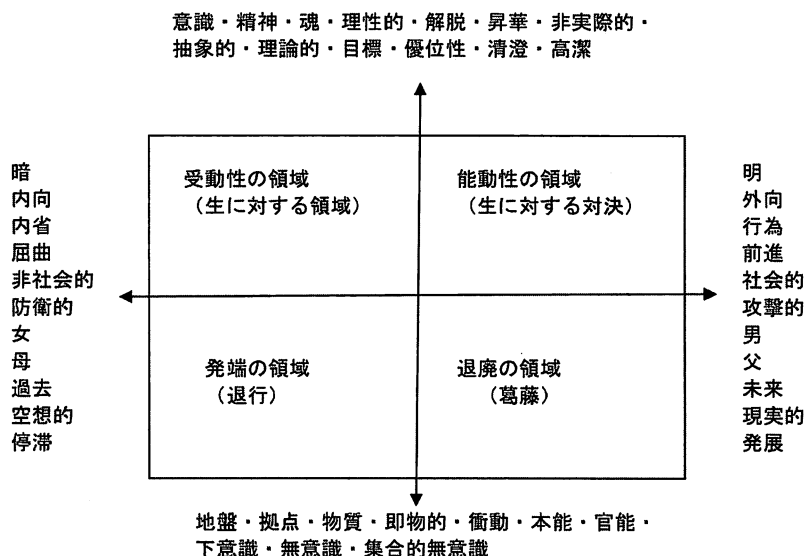 意識・精神・魂・理性的・解脱・昇華・非実際的・
抽象的・理論的・目標・優位性・清澄・高潔
暗
内向
内省
屈曲
非社会的
防衛的
女
母
過去
空想的
停滞
受動性の領域
(生に対する領域)
能動性の領域
(生に対する対決)
発端の領域
(退行)
退廃の領域
(葛藤)
明
外向
行為
前進
社会的
攻撃的
男
父
未来
現実的
発展
地盤・拠点・物質・即物的・衝動・本能・官能・
下意識・無意識・集合的無意識